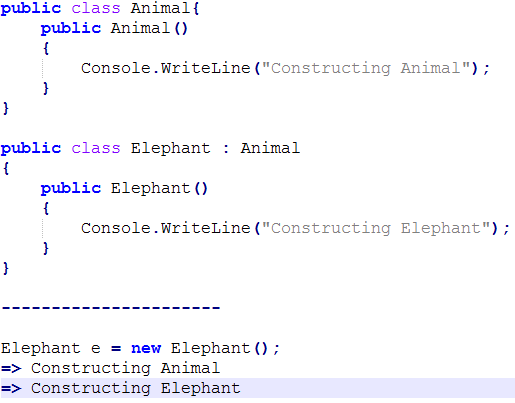 public class Animal{
    public Animal()
    {
        Console.WriteLine("Constructing Animal");
    }
}
public class Elephant : Animal
{
    public Elephant()
    {
        Console.WriteLine("Constructing Elephant");
    }
}
----------------------
Elephant e = new Elephant();
=> Constructing Animal
=> Constructing Elephant